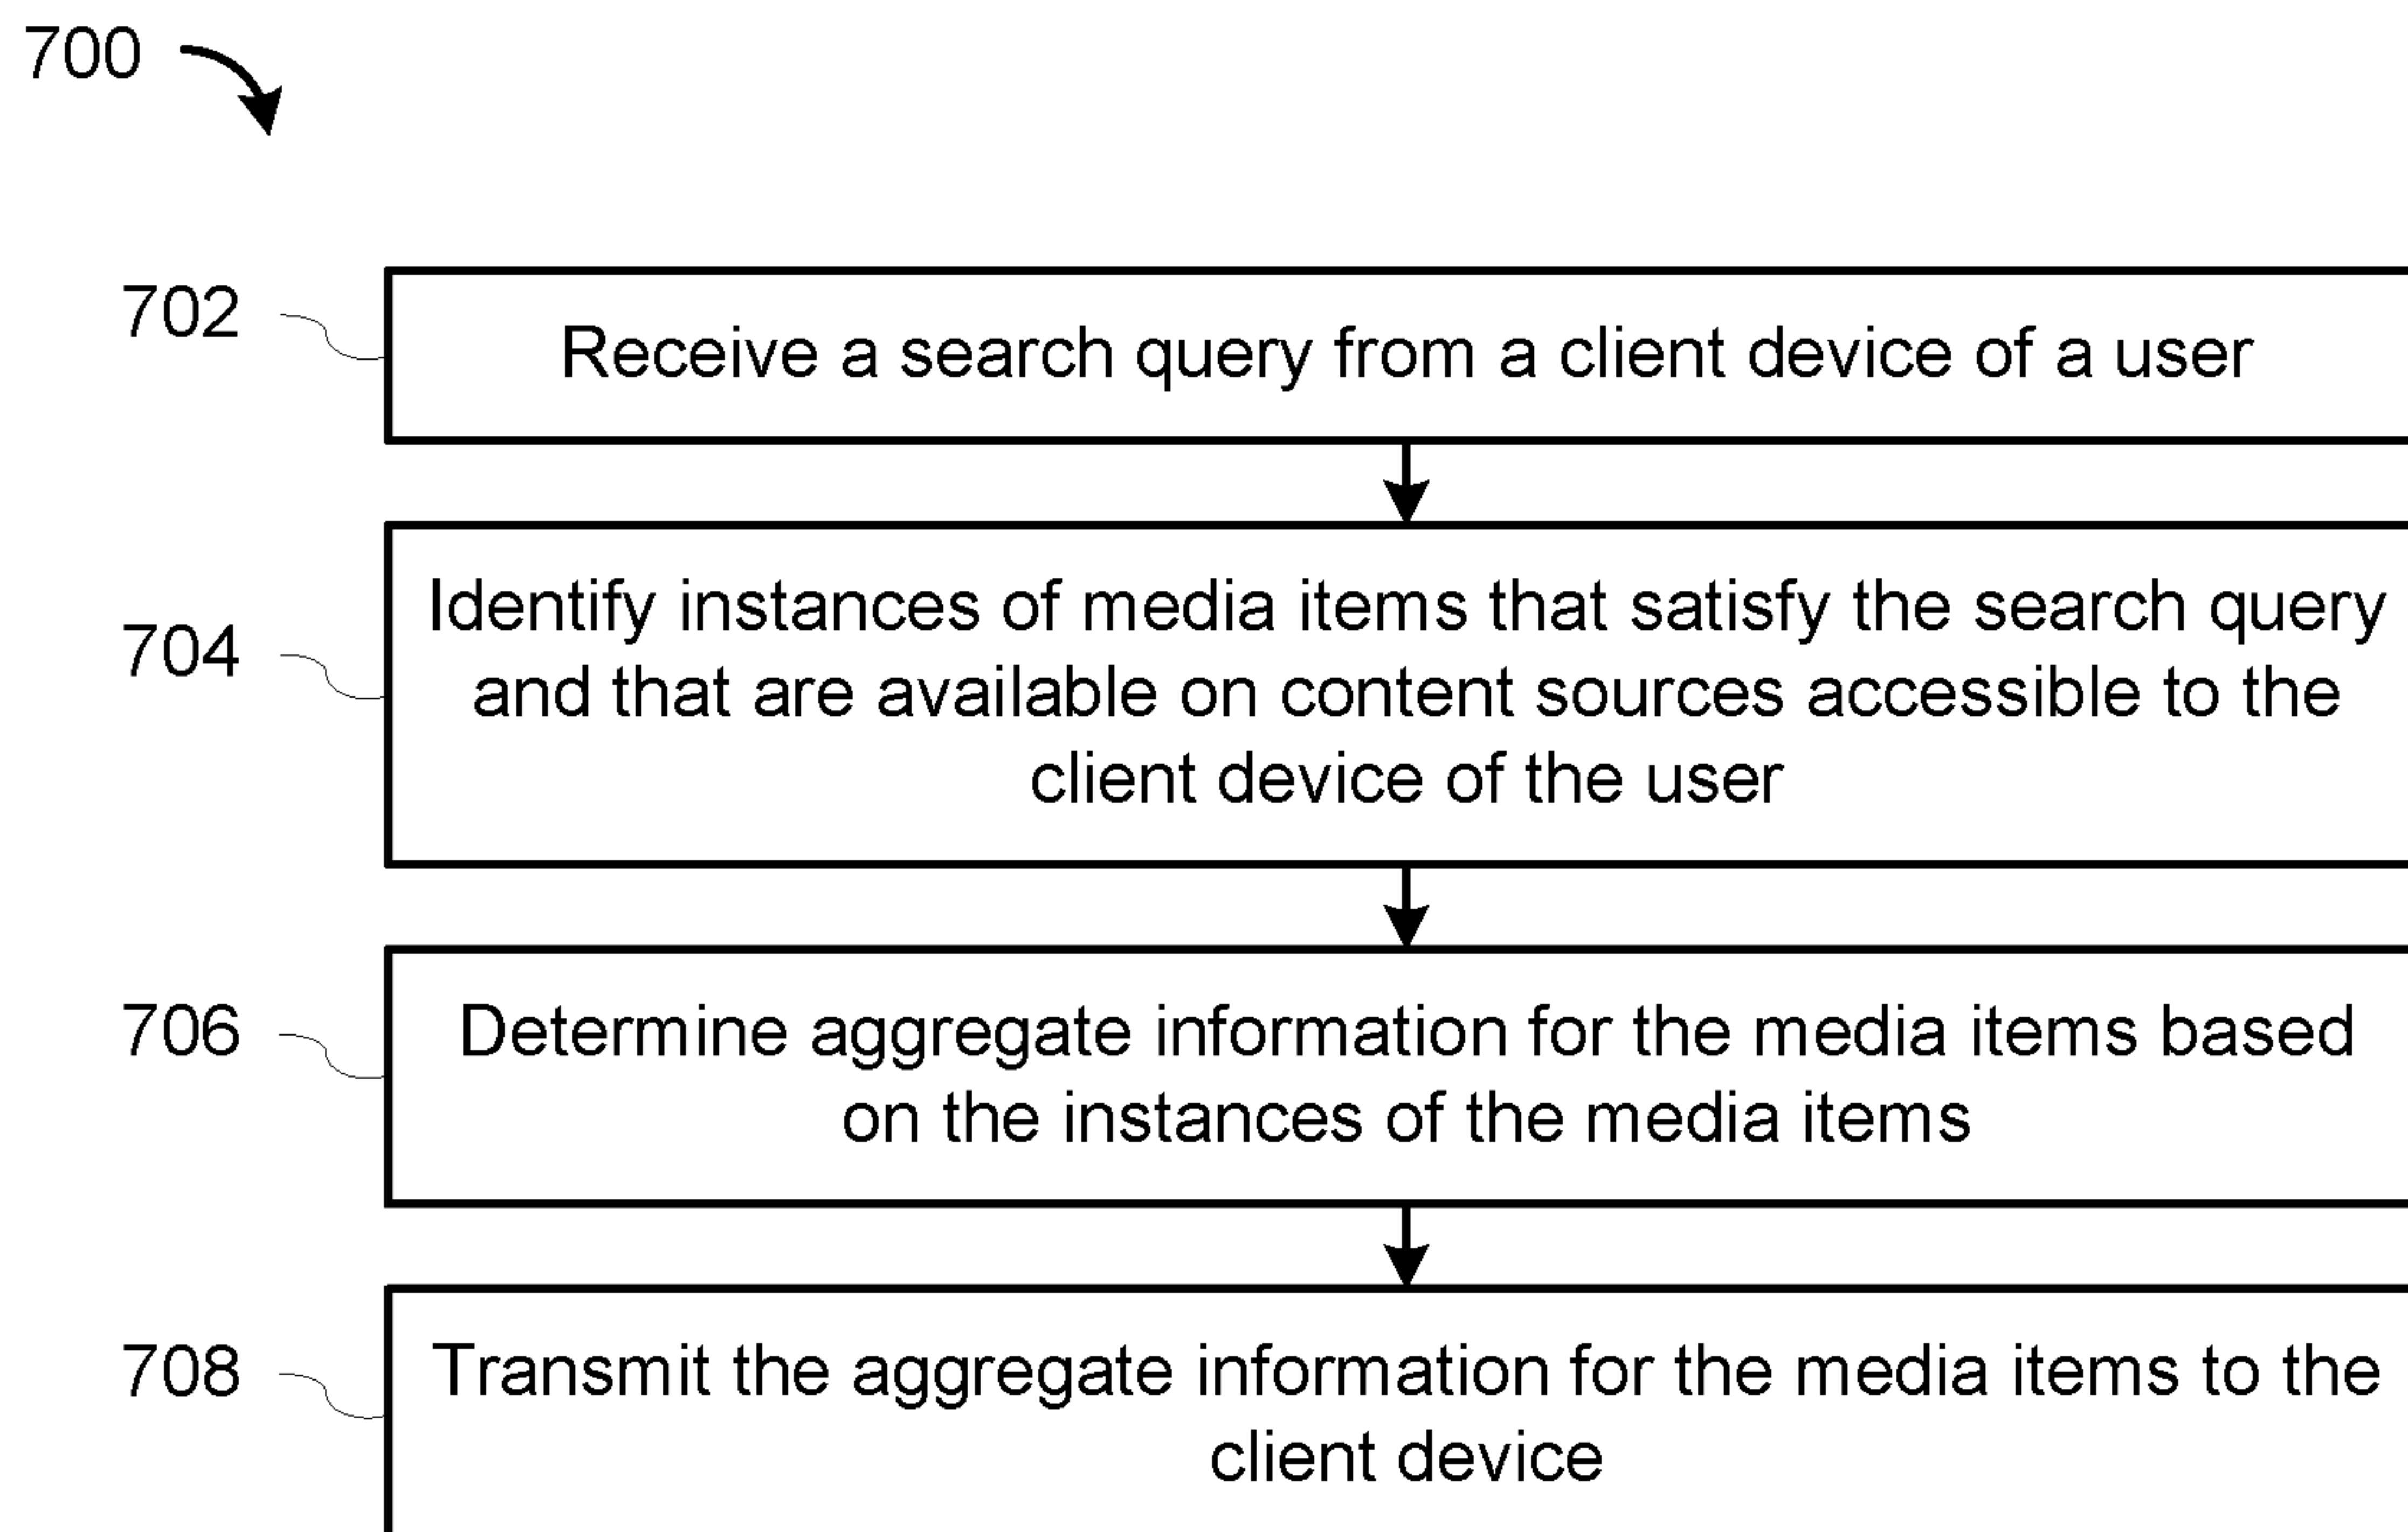 700
702
Receive a search query from a client device of a user
704
Identify instances of media items that satisfy the search query
and that are available on content sources accessible to the
client device of the user
706
Determine aggregate information for the media items based
on the instances of the media items
708
Transmit the aggregate information for the media items to the
client device